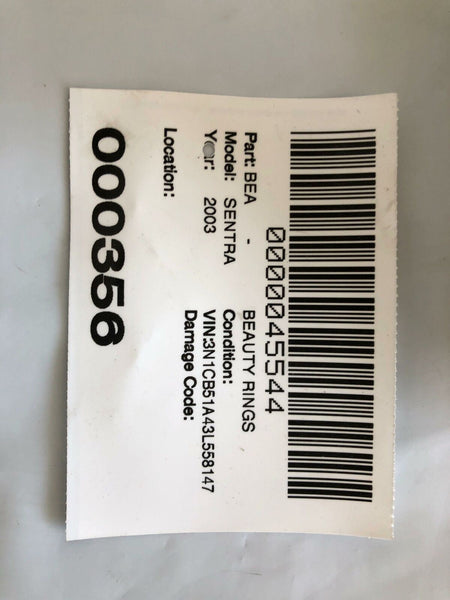 0000045544
Part: BEA - BEAUTY RINGS
Model: SENTRA Condition:
Year: 2003 VIN:3N1CB51A43L558147
Damage Code:
Location:
000356